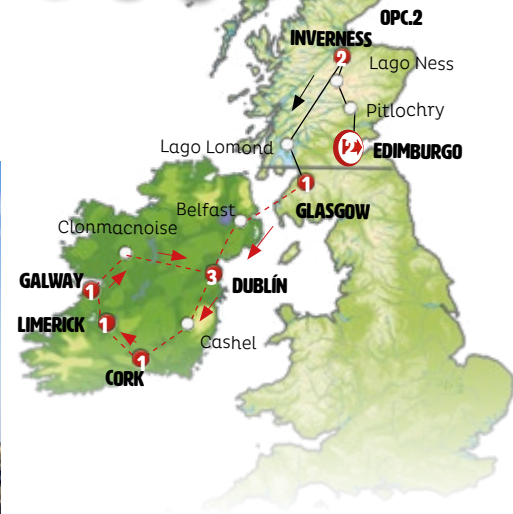 OPC.2
INVERNESS
2
Lago Ness
Pitlochry
Lago Lomond
2
EDIMBURGO
1
GLASGOW
Belfast
Clonmacnoise
GALWAY
1
3
DUBLÍN
LIMERICK
1
Cashel
1
CORK